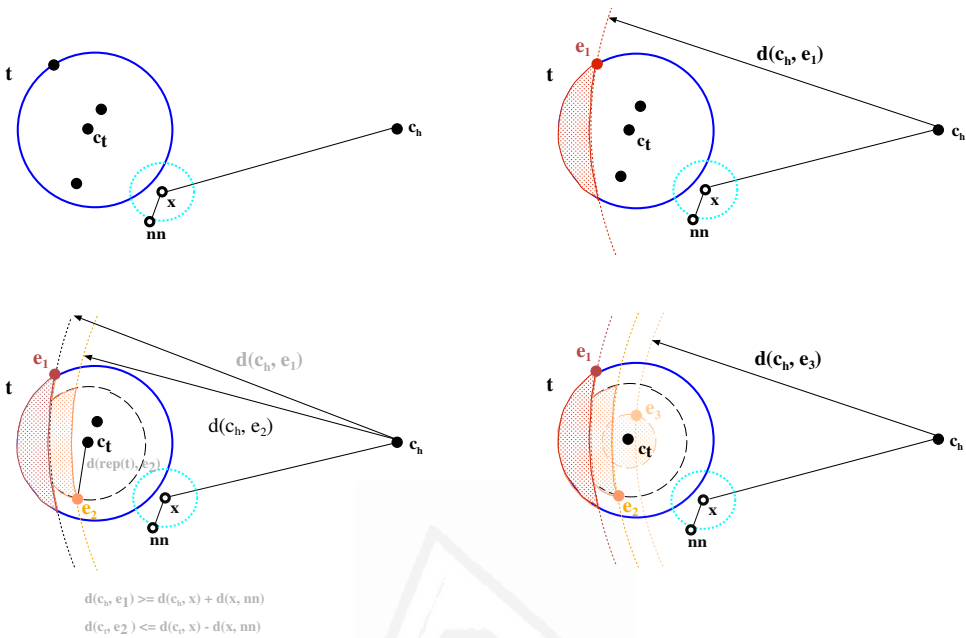 t
c_t
c_h
x
nn
e_1
d(c_h, e_1)
t
c_t
c_h
x
nn
e_1
d(c_h, e_1)
t
d(c_h, e_2)
c_t
c_h
d(rep(t), e_2)
e_2
x
nn
d(c_h, e_3)
t
e_1
e_3
c_t
c_h
e_2
x
nn
d(c_h, e_1) >= d(c_h, x) + d(x, nn)
d(c_t, e_2 ) <= d(c_t, x) - d(x, nn)